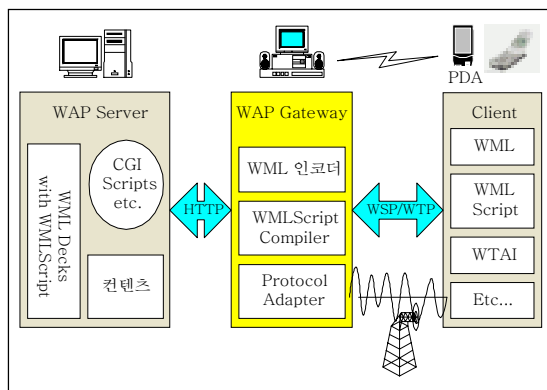 PDA
WAP Server
WML Decks
with WMLScript
CGI
Scripts
etc.
컨텐츠
HTTP
WAP Gateway
WML 인코더
WMLScript
Compiler
Protocol
Adapter
WSP/WTP
Client
WML
WML
Script
WTAI
Etc...